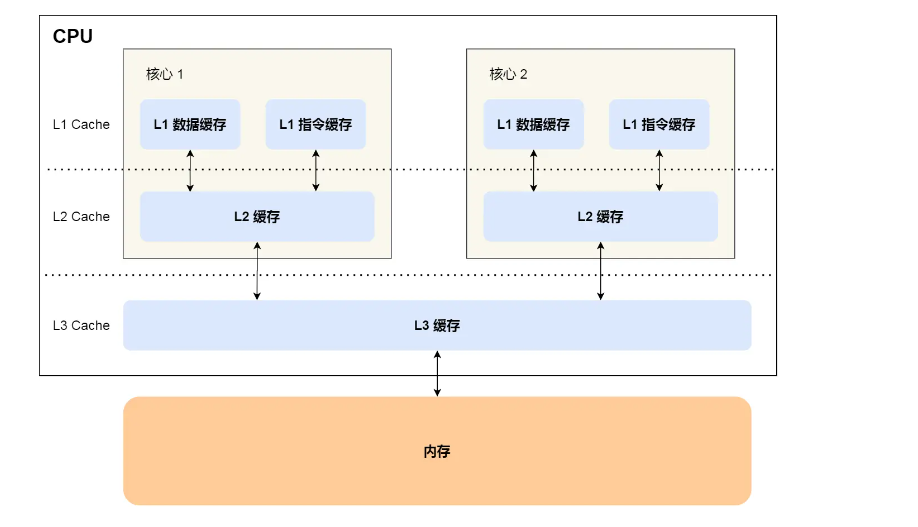 CPU
核心 1
核心 2
L1 Cache
L1 数据缓存
L1 指令缓存
L1 数据缓存
L1 指令缓存
L2 Cache
L2 缓存
L2 缓存
L3 Cache
L3 缓存
内存